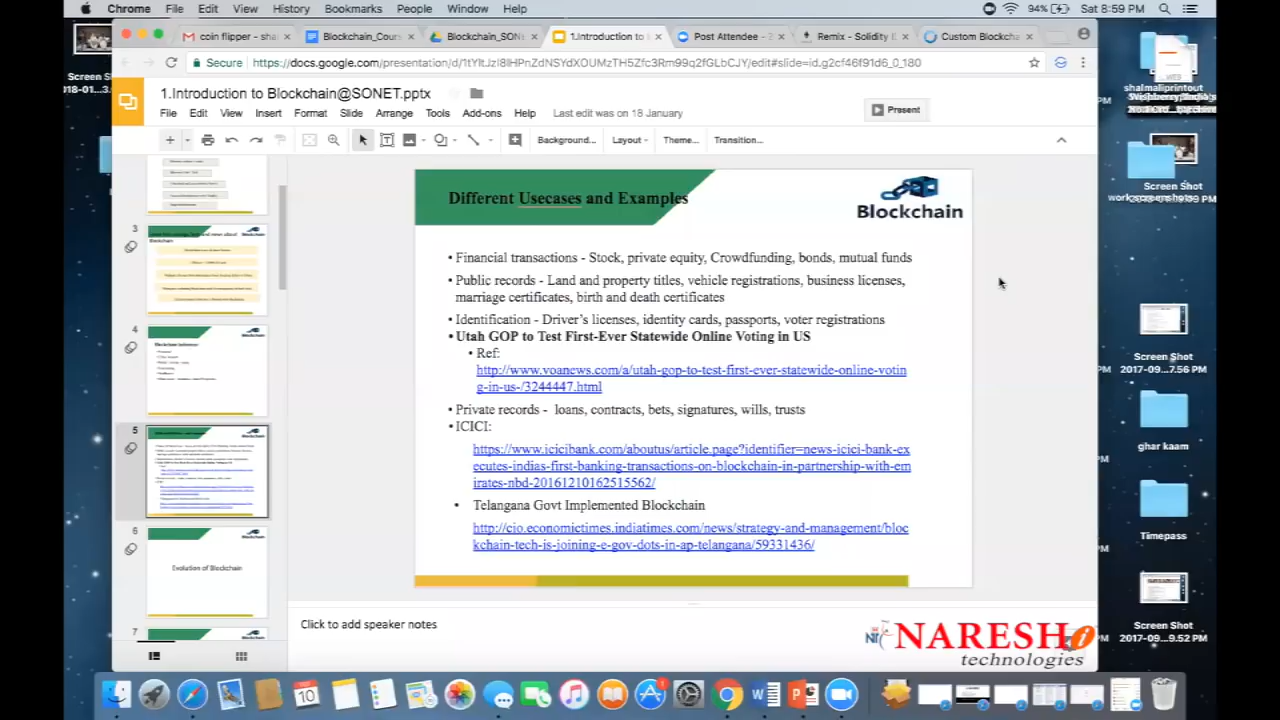 Chrome File Edit View History Bookmarks People Window Help 94% Sat 8:59 PM
coin flipper - sha
Blockchain_Cours
Blockchain_SON
1.Introduction to
Post Attendee - Z
Remix - Solidity I
Custom Blockcha
Secure
1.Introduction to Blockchain@SONET.pptx
File Edit View Insert Format Slide Arrange Tools Add-ons Help Last edit was on 18 January
Present
Background... Layout Theme... Transition...
3
4
5
6
Evolution of Blockchain
7
Different Usecases and Examples
Blockchain
• Financial transactions - Stock, private equity, Crowdfunding, bonds, mutual funds
• Public records - Land and property titles, vehicle registrations, business licenses,
marriage certificates, birth and death certificates
• Identification - Driver's licenses, identity cards, passports, voter registrations
• Utah GOP to Test First-Ever Statewide Online Voting in US
• Ref:
http://www.voanews.com/a/utah-gop-to-test-first-ever-statewide-online-votin
g-in-us-/3244447.html
• Private records - loans, contracts, bets, signatures, wills, trusts
• ICICI:
https://www.icicibank.com/aboutus/article.page?identifier=news-icici-bank-ex
ecutes-indias-first-banking-transactions-on-blockchain-in-partnership-with-em
irates-nbd-20161210162515562/
• Telangana Govt Implemented Blockchain
http://cio.economictimes.indiatimes.com/news/strategy-and-management/bloc
kchain-tech-is-joining-e-gov-dots-in-ap-telangana/59331436/
Click to add speaker notes
NARESH i
technologies
Screen S
shalmaliprintout
Screen Shot
Screen Shot
2017-09...7.56 PM
ghar kaam
Timepass
Screen Shot
2017-09...9.52 PM
10